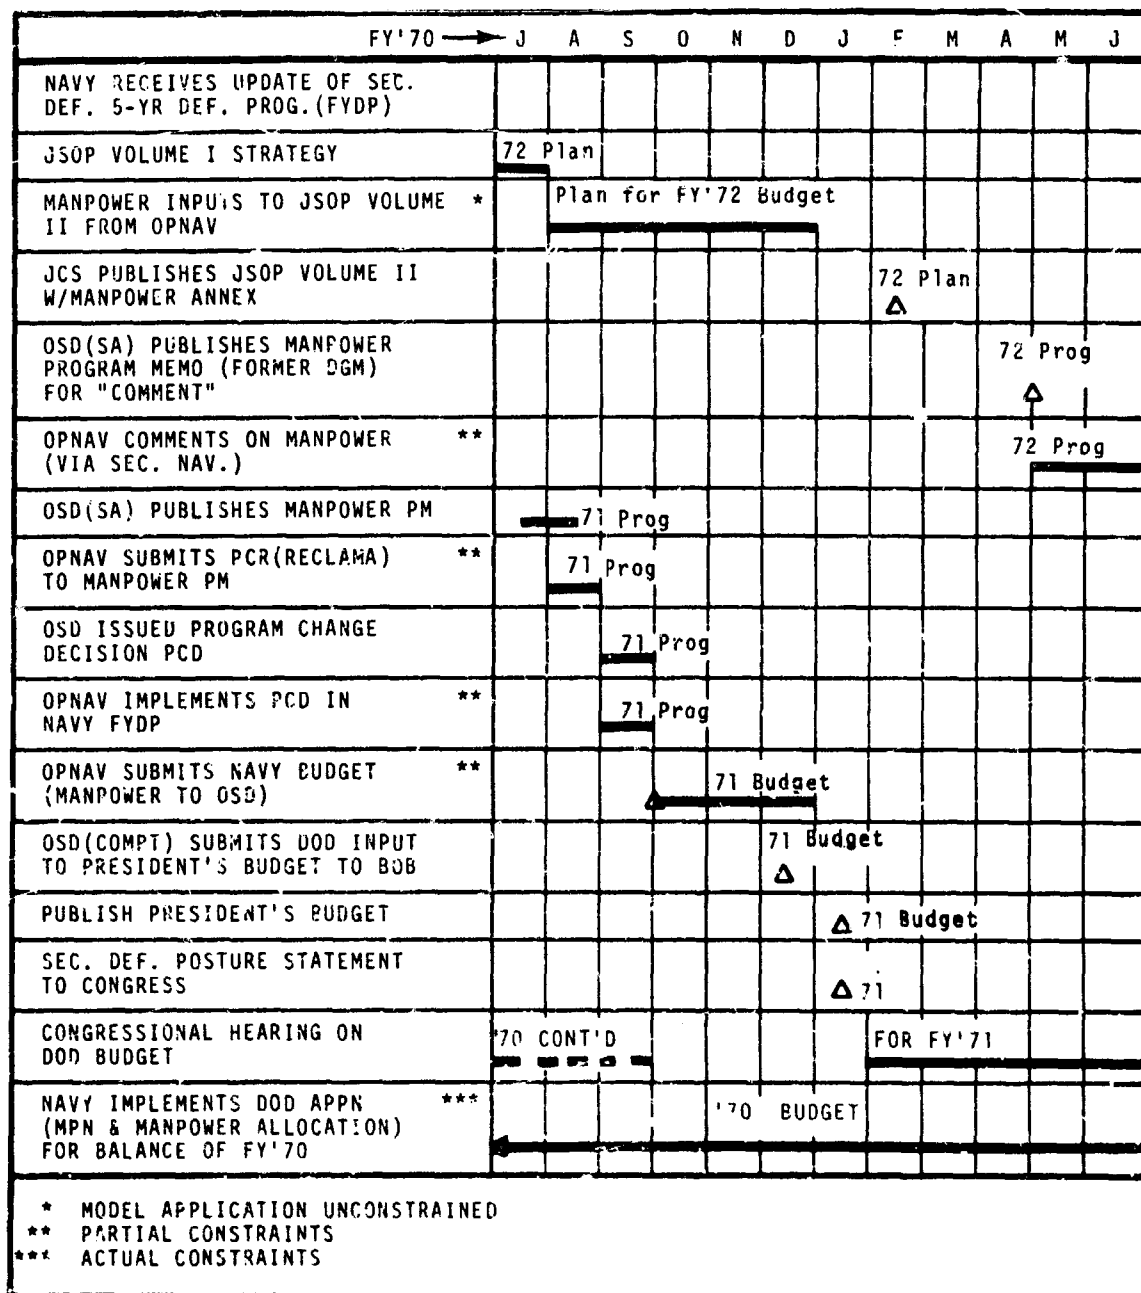 FY'70 J A S O N D J F M A M J
NAVY RECEIVES UPDATE OF SEC.
DEF. 5-YR DEF. PROG.(FYDP)
JSOP VOLUME I STRATEGY
72 Plan
MANPOWER INPUTS TO JSOP VOLUME *
II FROM OPNAV
Plan for FY'72 Budget
JCS PUBLISHES JSOP VOLUME II
W/MANPOWER ANNEX
72 Plan
OSD(SA) PUBLISHES MANPOWER
PROGRAM MEMO (FORMER DGM)
FOR "COMMENT"
72 Prog
OPNAV COMMENTS ON MANPOWER **
(VIA SEC. NAV.)
72 Prog
OSD(SA) PUBLISHES MANPOWER PM
71 Prog
OPNAV SUBMITS PCR(RECLAMA) **
TO MANPOWER PM
71 Prog
OSD ISSUED PROGRAM CHANGE
DECISION PCD
71 Prog
OPNAV IMPLEMENTS PCD IN **
NAVY FYDP
71 Prog
OPNAV SUBMITS NAVY BUDGET **
(MANPOWER TO OSD)
71 Budget
OSD(COMPT) SUBMITS DOD INPUT
TO PRESIDENT'S BUDGET TO BOB
71 Budget
PUBLISH PRESIDENT'S BUDGET
71 Budget
SEC. DEF. POSTURE STATEMENT
TO CONGRESS
71
CONGRESSIONAL HEARING ON
DOD BUDGET
'70 CONT'D
FOR FY'71
NAVY IMPLEMENTS DOD APPN ***
(MPN & MANPOWER ALLOCATION)
FOR BALANCE OF FY'70
'70 BUDGET
* MODEL APPLICATION UNCONSTRAINED
** PARTIAL CONSTRAINTS
*** ACTUAL CONSTRAINTS